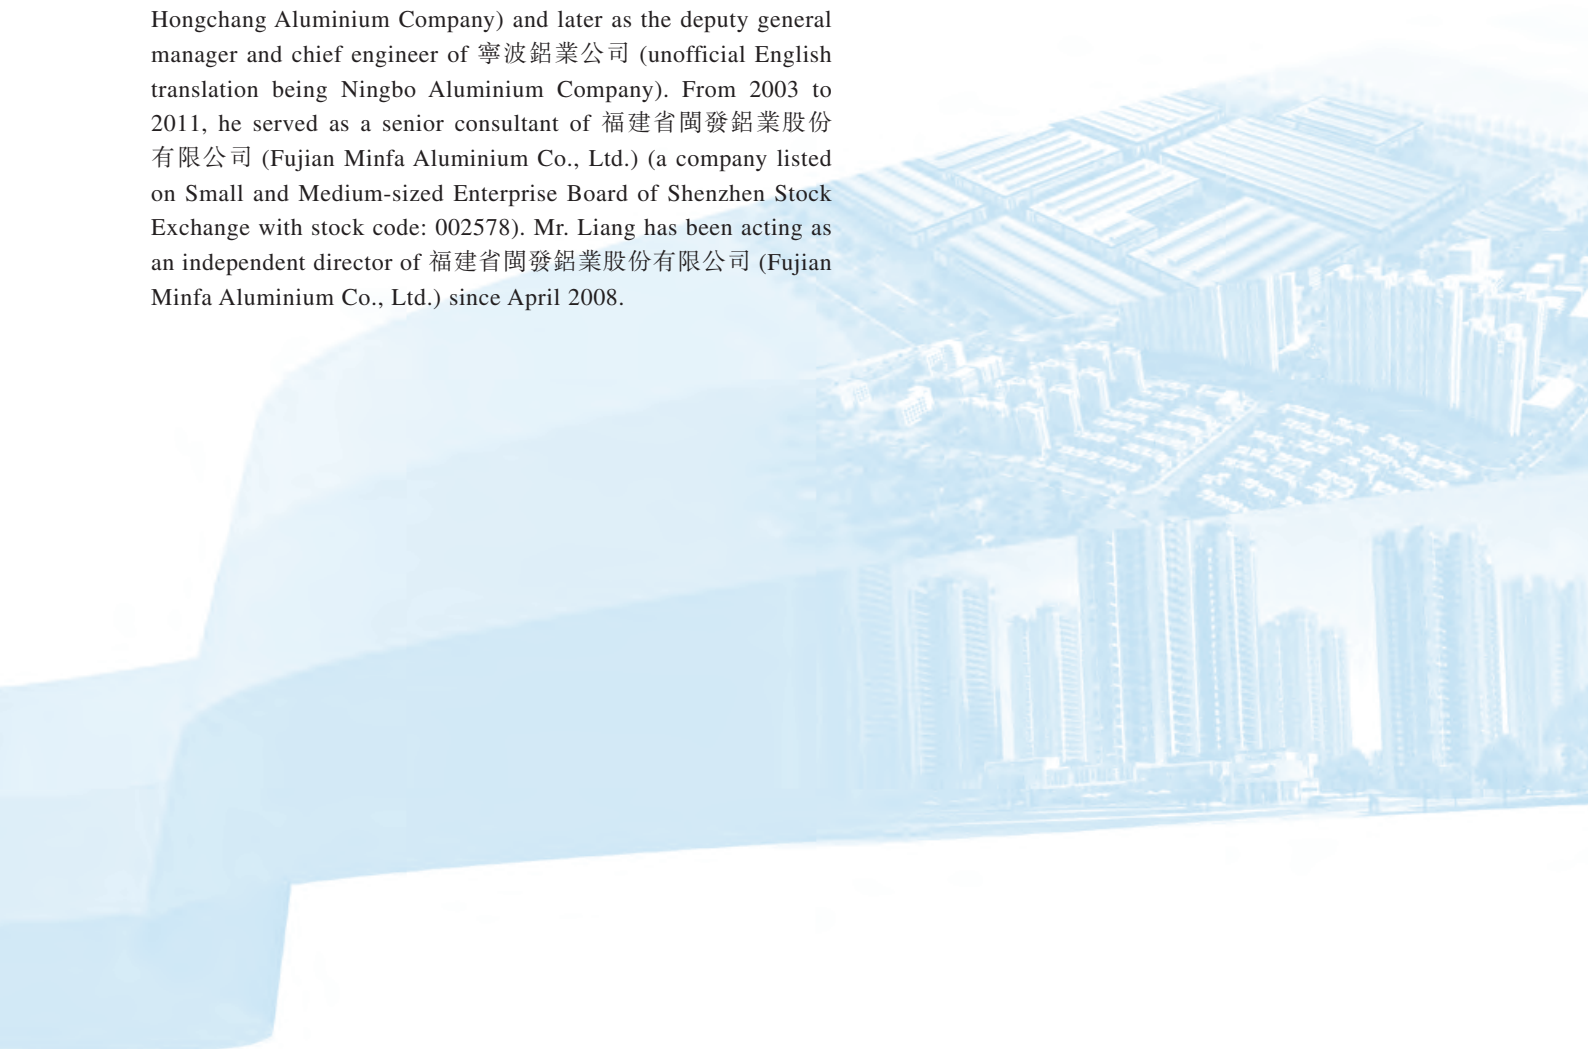 Hongchang Aluminium Company) and later as the deputy general
manager and chief engineer of 寧波鋁業公司 (unofficial English
translation being Ningbo Aluminium Company). From 2003 to
2011, he served as a senior consultant of 福建省閩發鋁業股份
有限公司 (Fujian Minfa Aluminium Co., Ltd.) (a company listed
on Small and Medium-sized Enterprise Board of Shenzhen Stock
Exchange with stock code: 002578). Mr. Liang has been acting as
an independent director of 福建省閩發鋁業股份有限公司 (Fujian
Minfa Aluminium Co., Ltd.) since April 2008.